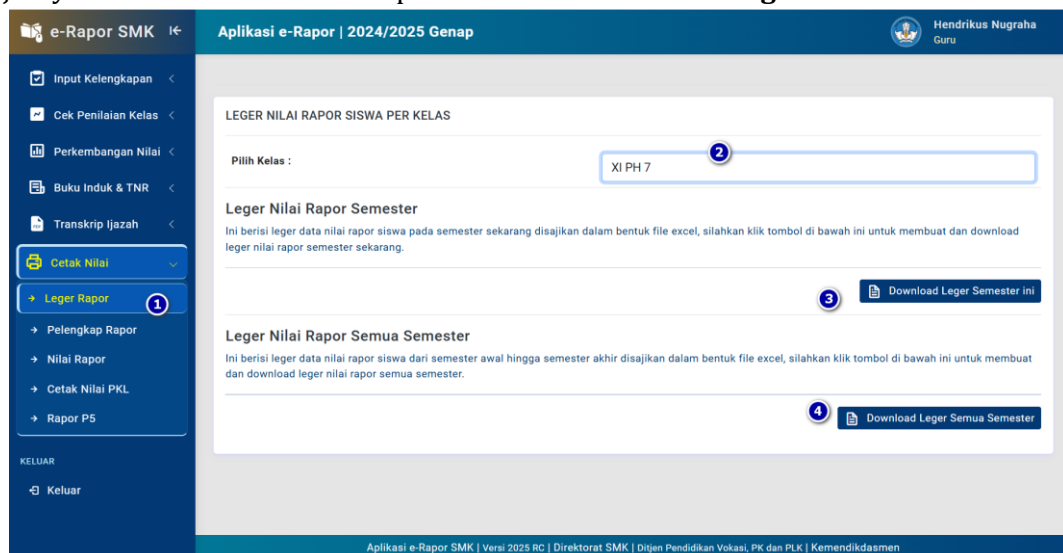 e-Rapor SMK
Aplikasi e-Rapor | 2024/2025 Genap
Hendrikus Nugraha
Guru
Input Kelengkapan
Cek Penilaian Kelas
Perkembangan Nilai
Buku Induk & TNR
Transkrip Ijazah
Cetak Nilai
Leger Rapor
1
Pelengkap Rapor
Nilai Rapor
Cetak Nilai PKL
Rapor P5
KELUAR
Keluar
LEGER NILAI RAPOR SISWA PER KELAS
Pilih Kelas :
2
XI PH 7
Leger Nilai Rapor Semester
Ini berisi leger data nilai rapor siswa pada semester sekarang disajikan dalam bentuk file excel, silahkan klik tombol di bawah ini untuk membuat dan download
leger nilai rapor semester sekarang.
3
Download Leger Semester ini
Leger Nilai Rapor Semua Semester
Ini berisi leger data nilai rapor siswa dari semester awal hingga semester akhir disajikan dalam bentuk file excel, silahkan klik tombol di bawah ini untuk membuat
dan download leger nilai rapor semua semester.
4
Download Leger Semua Semester
Aplikasi e-Rapor SMK | Versi 2025 RC | Direktorat SMK | Ditjen Pendidikan Vokasi, PK dan PLK | Kemendikdasmen